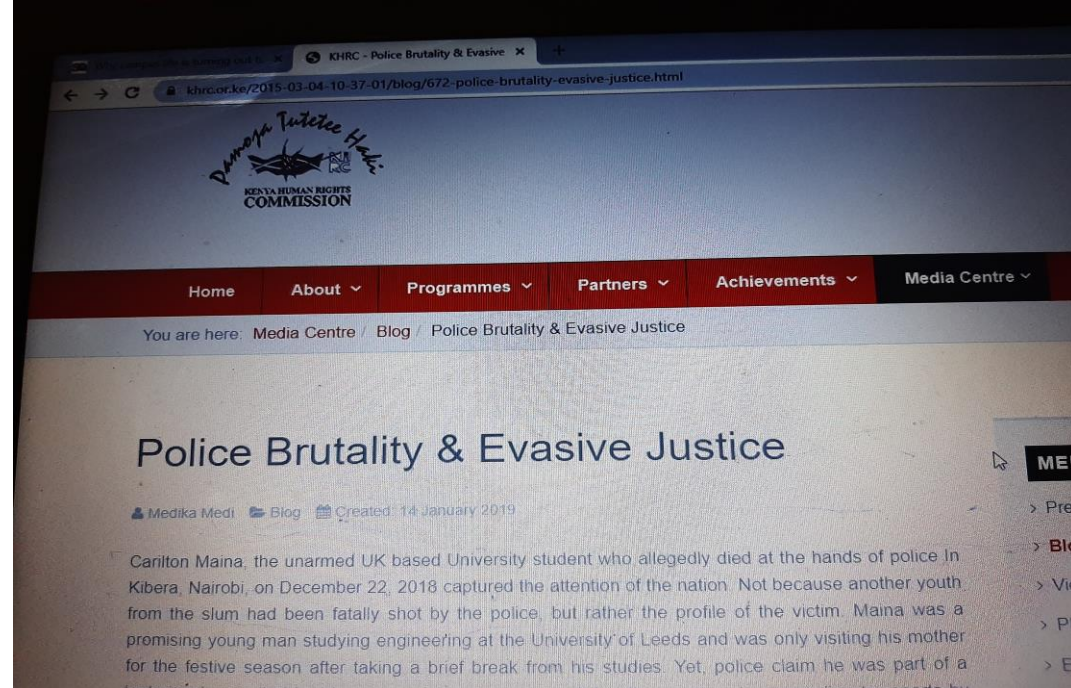 KHRC - Police Brutality & Evasive
khrc.or.ke/2015-03-04-10-37-01/blog/672-police-brutality-evasive-justice.html
Pamoja Tutetee Haki
KENYA HUMAN RIGHTS
COMMISSION
Home About Programmes Partners Achievements Media Centre
You are here: Media Centre / Blog / Police Brutality & Evasive Justice
Police Brutality & Evasive Justice
ME
Medika Medi Blog Created: 14 January 2019
Pre
Carilton Maina, the unarmed UK based University student who allegedly died at the hands of police In
Blo
Kibera, Nairobi, on December 22, 2018 captured the attention of the nation. Not because another youth
Vi
from the slum had been fatally shot by the police, but rather the profile of the victim. Maina was a
P
promising young man studying engineering at the University of Leeds and was only visiting his mother
for the festive season after taking a brief break from his studies. Yet, police claim he was part of a
E